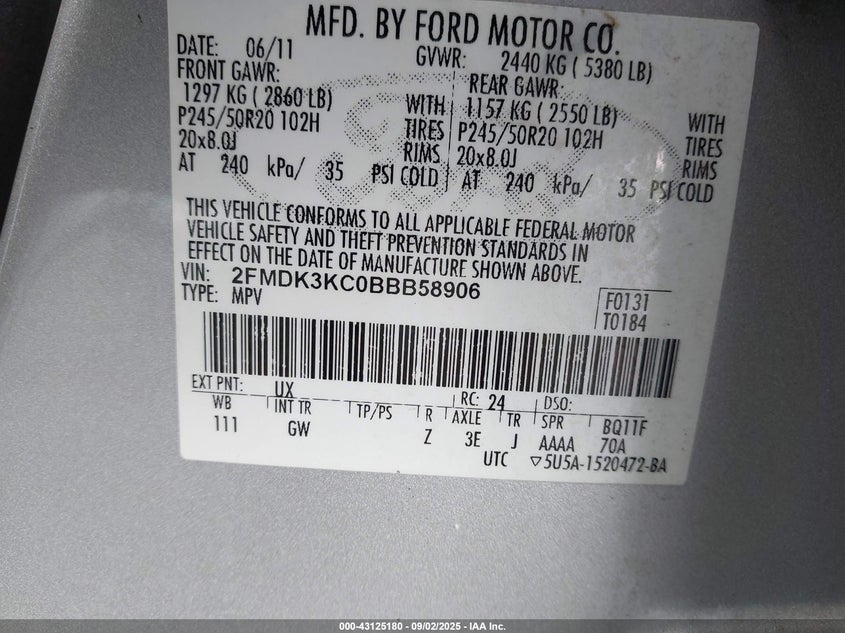 MFD. BY FORD MOTOR CO.
DATE: 06/11 GVWR: 2440 KG ( 5380 LB)
FRONT GAWR: REAR GAWR:
1297 KG ( 2860 LB) WITH 1157 KG ( 2550 LB) WITH
P245/50R20 102H TIRES P245/50R20 102H TIRES
20x8.0J RIMS 20x8.0J RIMS
AT 240 kPa/ 35 PSI COLD AT 240 kPa/ 35 PSI COLD
THIS VEHICLE CONFORMS TO ALL APPLICABLE FEDERAL MOTOR
VEHICLE SAFETY AND THEFT PREVENTION STANDARDS IN
EFFECT ON THE DATE OF MANUFACTURE SHOWN ABOVE.
VIN: 2FMDK3KC0BBB58906
TYPE: MPV
F0131
T0184
EXT PNT: UX RC: 24 DSO:
WB INT TR TP/PS R AXLE TR SPR BQ11F
111 GW Z 3E J AAAA 70A
UTC ▽5U5A-1520472-BA
000-43125180 - 09/02/2025 - IAA Inc.